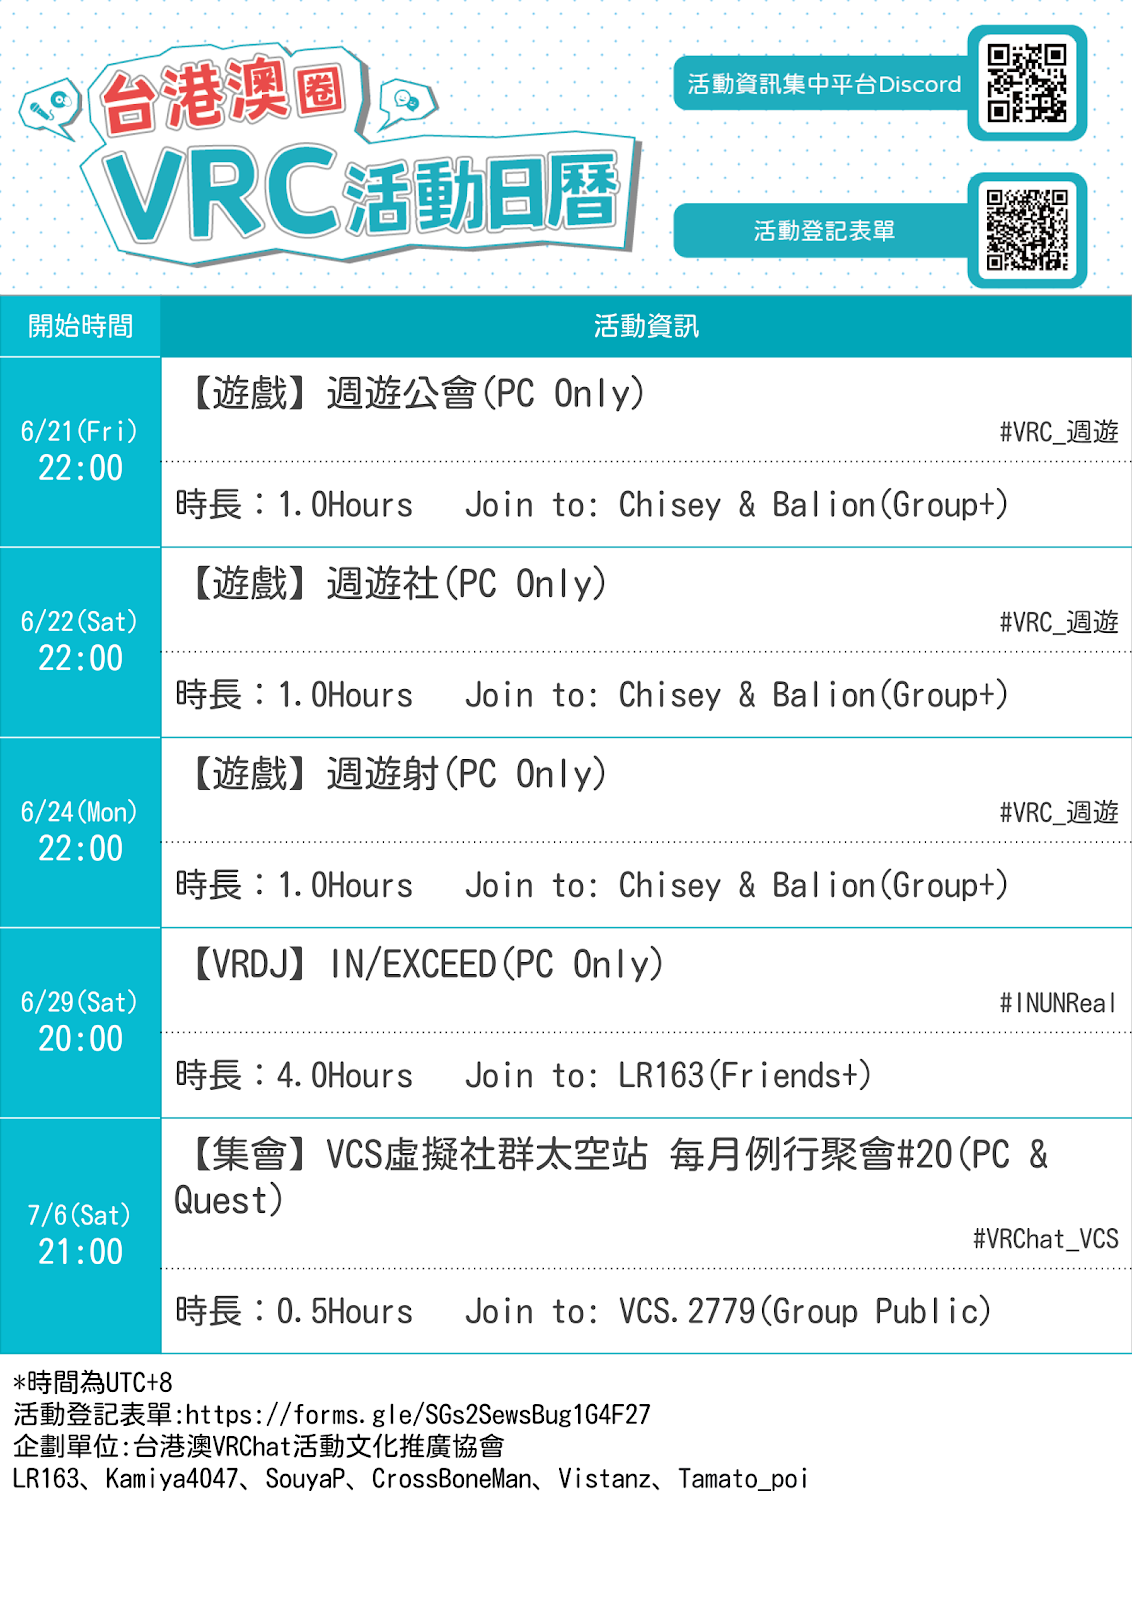 台港澳圈
VRC活動日曆
活動資訊集中平台Discord
活動登記表單
開始時間
活動資訊
6/21(Fri)
22:00
【遊戲】週遊公會(PC Only)
#VRC_週遊
時長：1.0Hours Join to: Chisey & Balion(Group+)
6/22(Sat)
22:00
【遊戲】週遊社(PC Only)
#VRC_週遊
時長：1.0Hours Join to: Chisey & Balion(Group+)
6/24(Mon)
22:00
【遊戲】週遊射(PC Only)
#VRC_週遊
時長：1.0Hours Join to: Chisey & Balion(Group+)
6/29(Sat)
20:00
【VRDJ】IN/EXCEED(PC Only)
#INUNReal
時長：4.0Hours Join to: LR163(Friends+)
7/6(Sat)
21:00
【集會】VCS虛擬社群太空站 每月例行聚會#20(PC &
Quest)
#VRChat_VCS
時長：0.5Hours Join to: VCS.2779(Group Public)
*時間為UTC+8
活動登記表單:https://forms.gle/SGs2SewsBug1G4F27
企劃單位:台港澳VRChat活動文化推廣協會
LR163、Kamiya4047、SouyaP、CrossBoneMan、Vistanz、Tamato_poi